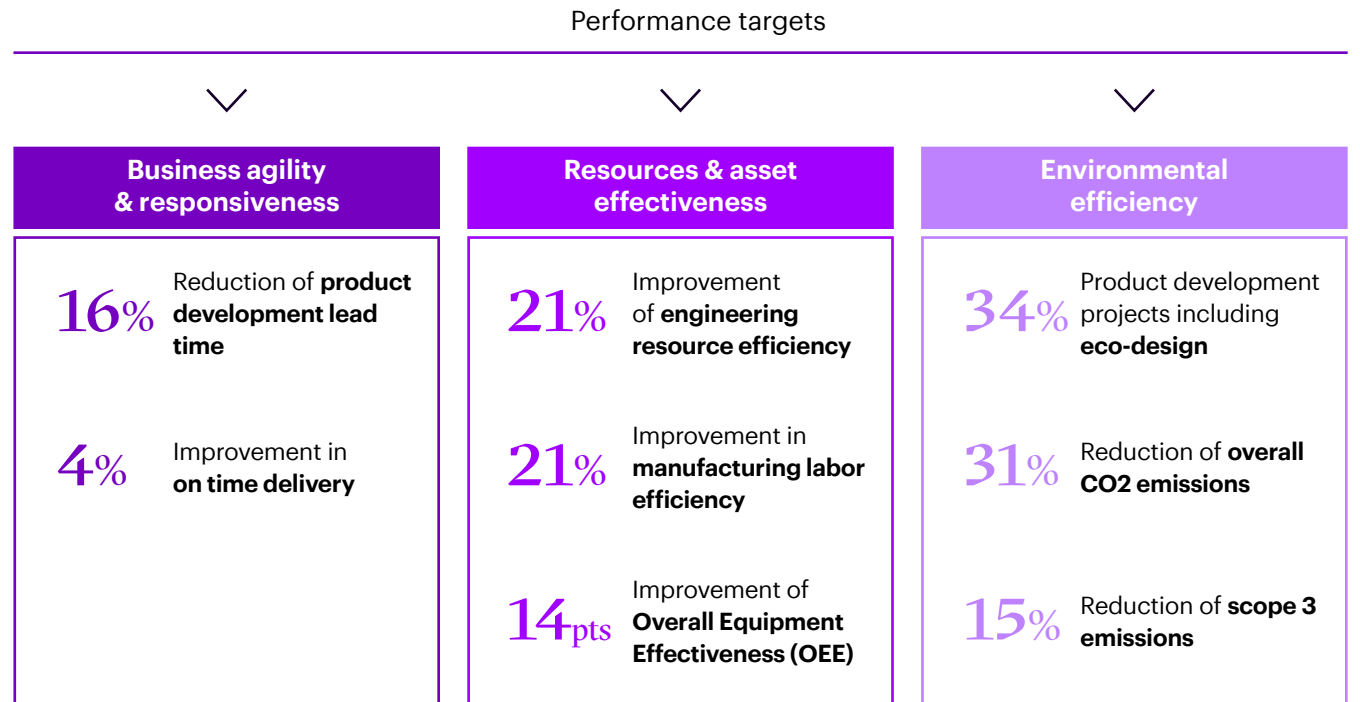 Performance targets
Business agility
& responsiveness
16%
Reduction of product
development lead
time
4%
Improvement in
on time delivery
Resources & asset
effectiveness
21%
Improvement
of engineering
resource efficiency
21%
Improvement in
manufacturing labor
efficiency
14pts
Improvement of
Overall Equipment
Effectiveness (OEE)
Environmental
efficiency
34%
Product development
projects including
eco-design
31%
Reduction of overall
CO2 emissions
15%
Reduction of scope 3
emissions